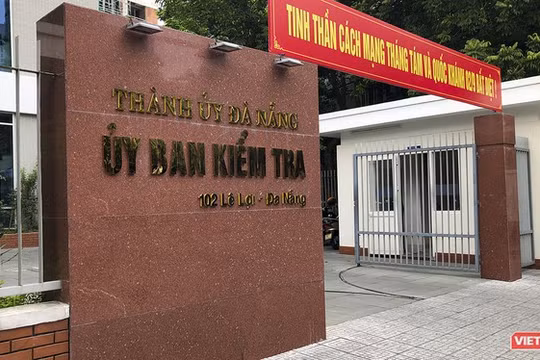 TINH THẦN CÁCH MẠNG THÁNG TÁM VÀ QUỐC KHÁNH 02/9 BẤT DIỆT !
THÀNH ỦY ĐÀ NẴNG
ỦY BAN KIỂM TRA
102 Lê Lợi - Đà Nẵng
VIET